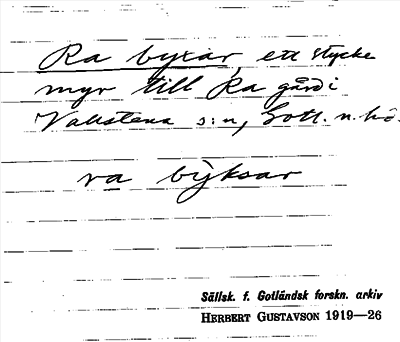 Ra byxar, ett stycke
myr till Ra gård i
Vallstena s:n, Gotl. n. hd.
ra byksar
Sällsk. f. Gotländsk forskn. arkiv
HERBERT GUSTAVSON 1919—26